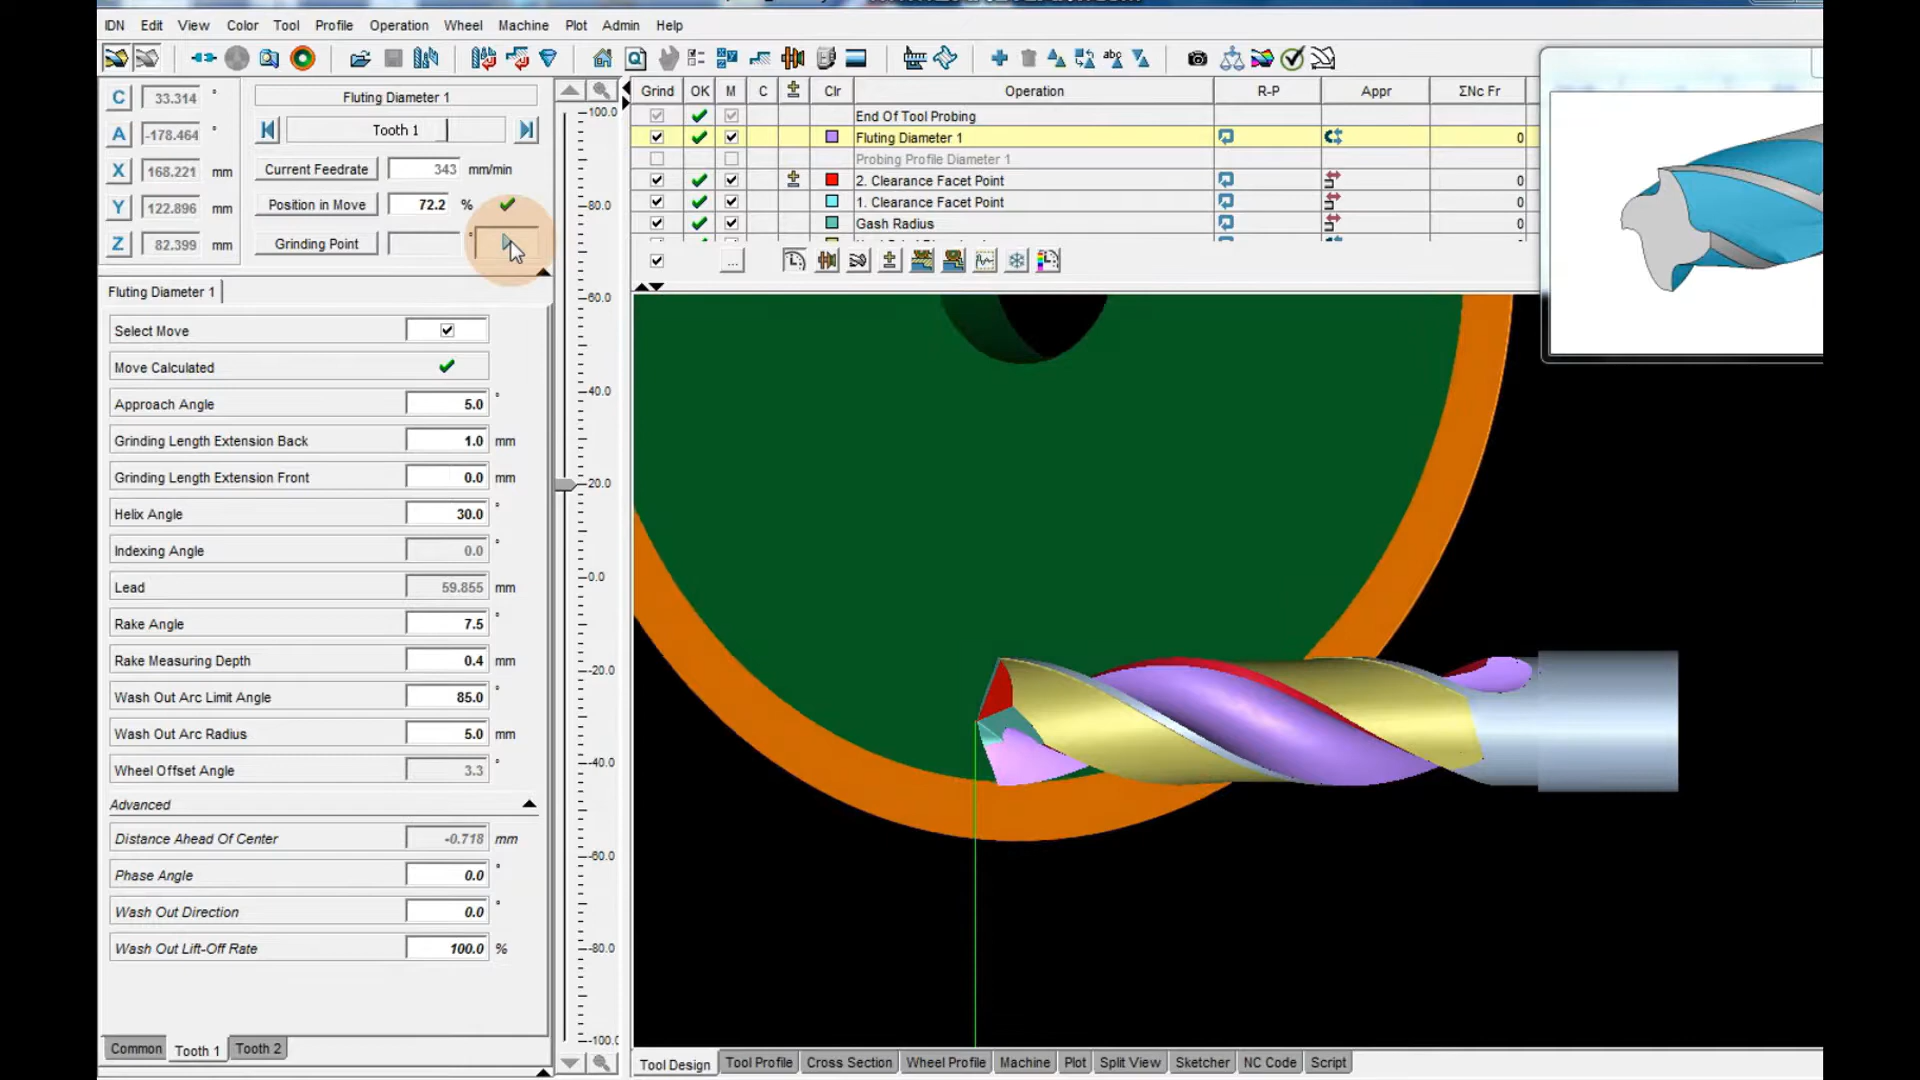 IDN Edit View Color Tool Profile Operation Wheel Machine Plot Admin Help
C 33.314 °
A -178.464 °
X 168.221 mm
Y 122.896 mm
Z 82.399 mm
Fluting Diameter 1
Tooth 1
Current Feedrate 343 mm/min
Position in Move 72.2 %
Grinding Point °
Fluting Diameter 1
Select Move
Move Calculated
Approach Angle 5.0 °
Grinding Length Extension Back 1.0 mm
Grinding Length Extension Front 0.0 mm
Helix Angle 30.0 °
Indexing Angle 0.0 °
Lead 59.855 mm
Rake Angle 7.5 °
Rake Measuring Depth 0.4 mm
Wash Out Arc Limit Angle 85.0 °
Wash Out Arc Radius 5.0 mm
Wheel Offset Angle 3.3 °
Advanced
Distance Ahead Of Center -0.718 mm
Phase Angle 0.0 °
Wash Out Direction 0.0 °
Wash Out Lift-Off Rate 100.0 %
Common Tooth 1 Tooth 2
100.0
80.0
60.0
40.0
20.0
0.0
-20.0
-40.0
-60.0
-80.0
-100.0
abc
Grind OK M C ± Clr Operation R-P Appr ΣNc Fr
End Of Tool Probing
Fluting Diameter 1 0
Probing Profile Diameter 1
2. Clearance Facet Point 0
1. Clearance Facet Point 0
Gash Radius 0
...
Tool Design Tool Profile Cross Section Wheel Profile Machine Plot Split View Sketcher NC Code Script